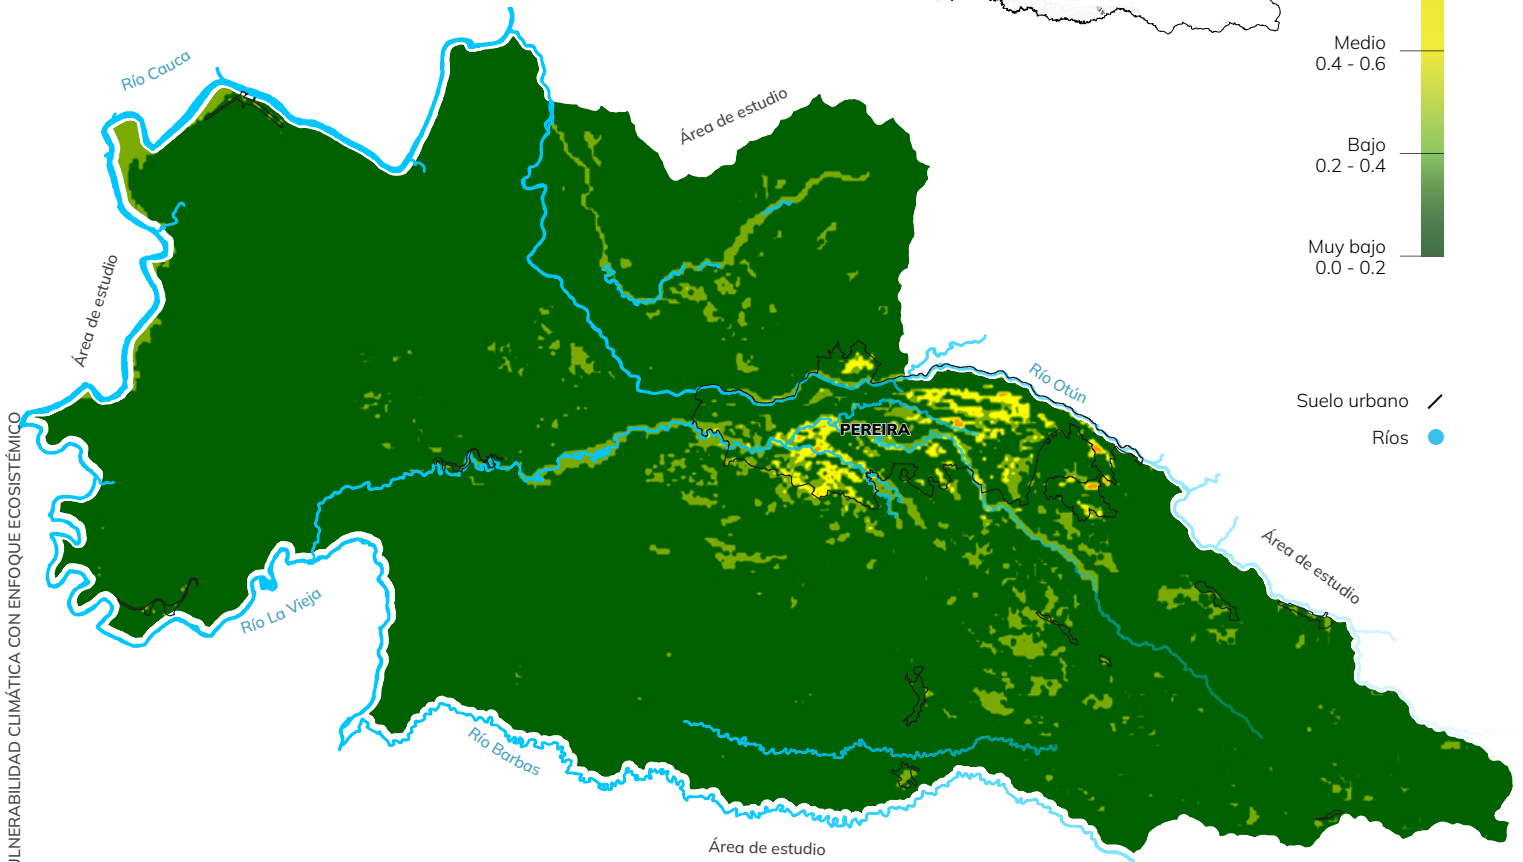 Medio
0.4 - 0.6
Bajo
0.2 - 0.4
Muy bajo
0.0 - 0.2
Río Cauca
Área de estudio
Área de estudio
Río Otún
Suelo urbano
Ríos
PEREIRA
Área de estudio
Río La Vieja
Río Barbas
Área de estudio
CLIMÁTICA CON ENFOQUE ECOSISTÉMICO